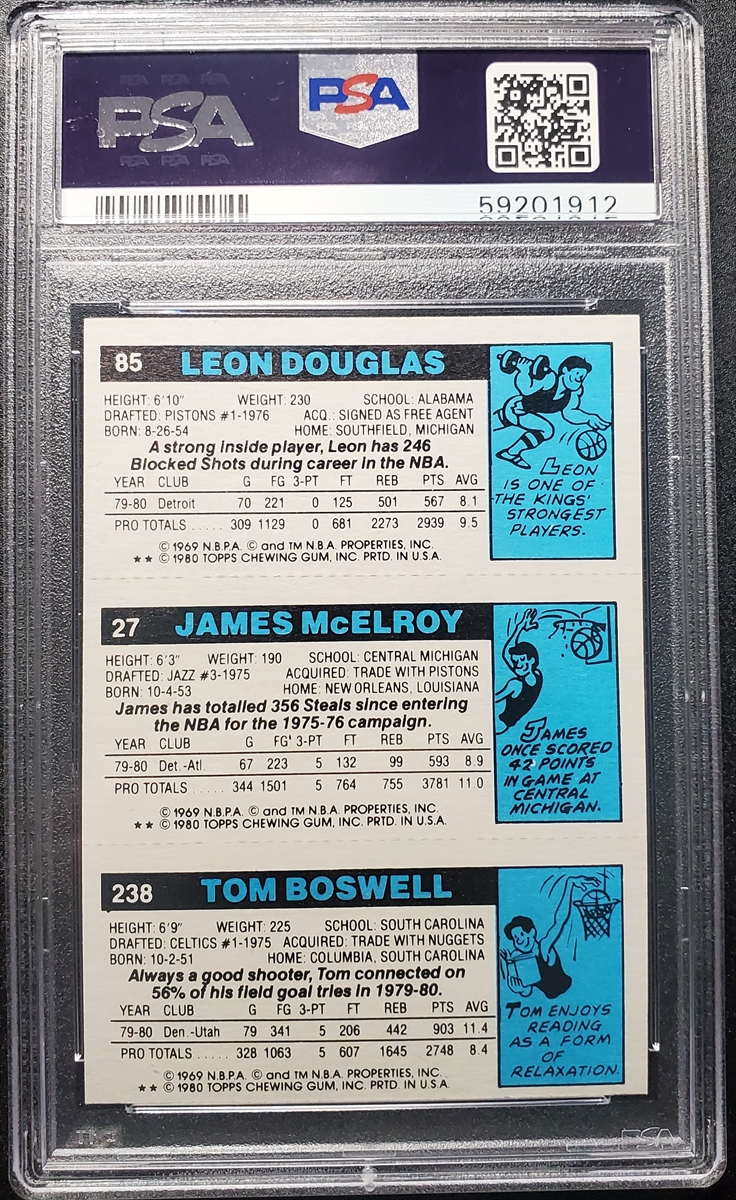 PSA PSA PSA
PSA
PSA PSA PSA
PSA
59201912
85 LEON DOUGLAS
HEIGHT: 6'10" WEIGHT: 230 SCHOOL: ALABAMA
DRAFTED: PISTONS #1-1976 ACQ.: SIGNED AS FREE AGENT
BORN: 8-26-54 HOME: SOUTHFIELD, MICHIGAN
A strong inside player, Leon has 246
Blocked Shots during career in the NBA.
YEAR CLUB G FG 3-PT FT REB PTS AVG
79-80 Detroit 70 221 0 125 501 567 8.1
PRO TOTALS ..... 309 1129 0 681 2273 2939 9.5
© 1969 N.B.P.A. © and TM N.B.A. PROPERTIES, INC.
★★ © 1980 TOPPS CHEWING GUM, INC. PRTD. IN U.S.A.
LEON
IS ONE OF
THE KINGS'
STRONGEST
PLAYERS.
27 JAMES McELROY
HEIGHT: 6'3" WEIGHT: 190 SCHOOL: CENTRAL MICHIGAN
DRAFTED: JAZZ #3-1975 ACQUIRED: TRADE WITH PISTONS
BORN: 10-4-53 HOME: NEW ORLEANS, LOUISIANA
James has totalled 356 Steals since entering
the NBA for the 1975-76 campaign.
YEAR CLUB G FG' 3-PT FT REB PTS AVG
79-80 Det.-Atl. 67 223 5 132 99 593 8.9
PRO TOTALS ..... 344 1501 5 764 755 3781 11.0
© 1969 N.B.P.A. © and TM N.B.A. PROPERTIES, INC.
★★ © 1980 TOPPS CHEWING GUM, INC. PRTD. IN U.S.A.
JAMES
ONCE SCORED
42 POINTS
IN GAME AT
CENTRAL
MICHIGAN.
238 TOM BOSWELL
HEIGHT: 6'9" WEIGHT: 225 SCHOOL: SOUTH CAROLINA
DRAFTED: CELTICS #1-1975 ACQUIRED: TRADE WITH NUGGETS
BORN: 10-2-51 HOME: COLUMBIA, SOUTH CAROLINA
Always a good shooter, Tom connected on
56% of his field goal tries in 1979-80.
YEAR CLUB G FG 3-PT FT REB PTS AVG
79-80 Den.-Utah 79 341 5 206 442 903 11.4
PRO TOTALS ..... 328 1063 5 607 1645 2748 8.4
© 1969 N.B.P.A. © and TM N.B.A. PROPERTIES, INC.
★★ © 1980 TOPPS CHEWING GUM, INC. PRTD. IN U.S.A.
TOM ENJOYS
READING
AS A FORM
OF
RELAXATION.
PSA